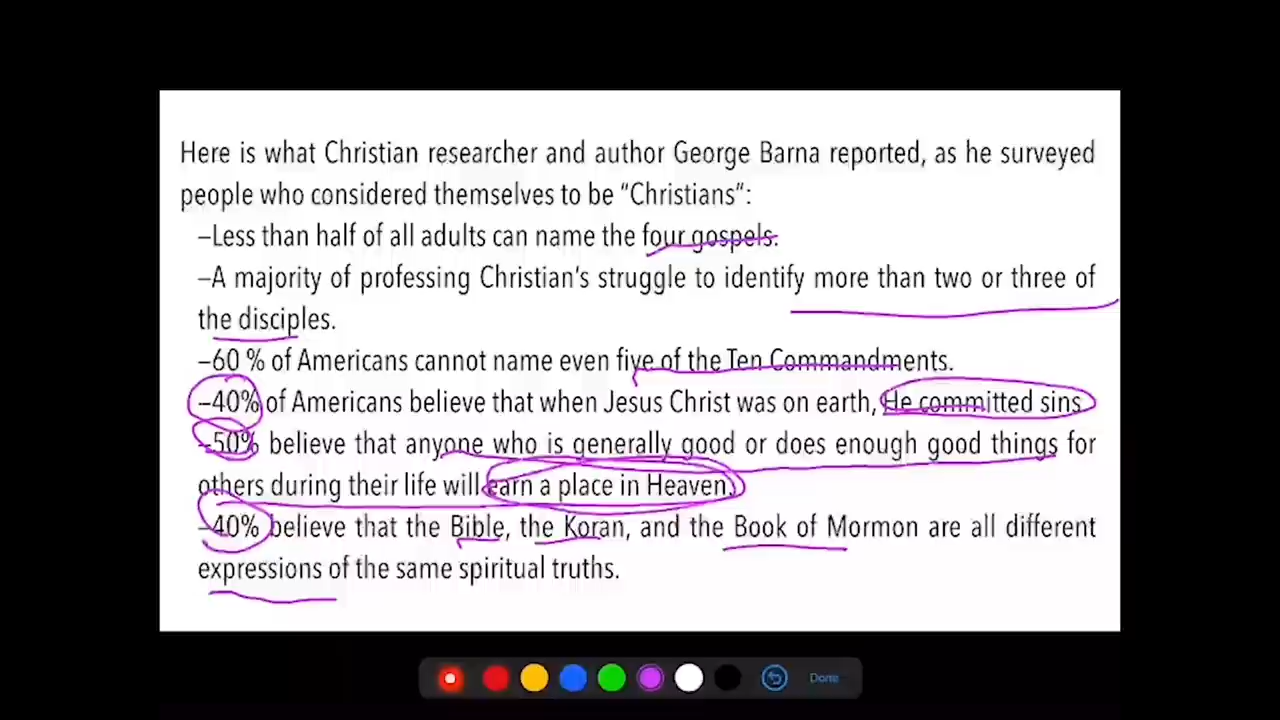 Here is what Christian researcher and author George Barna reported, as he surveyed
people who considered themselves to be “Christians”:
–Less than half of all adults can name the four gospels.
–A majority of professing Christian’s struggle to identify more than two or three of
the disciples.
–60 % of Americans cannot name even five of the Ten Commandments.
–40% of Americans believe that when Jesus Christ was on earth, He committed sins.
–50% believe that anyone who is generally good or does enough good things for
others during their life will earn a place in Heaven.
–40% believe that the Bible, the Koran, and the Book of Mormon are all different
expressions of the same spiritual truths.
Done